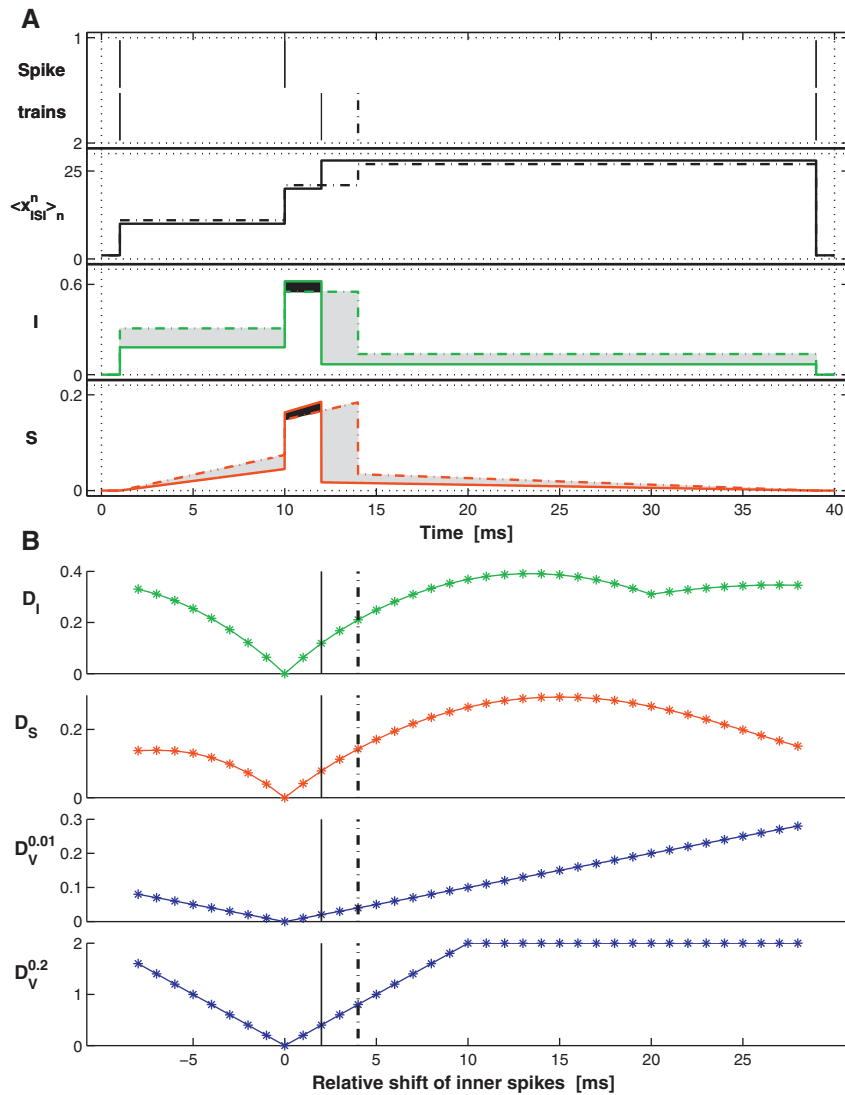 A
1
Spike
trains
2
25
<x^n_ISI>_n
0
0.6
I
0
0.2
S
0
0 5 10 15 20 25 30 35 40
Time [ms]
B
0.4
D_I
0.2
0
D_S
0.2
0
0.3
D_V^0.01
0.2
0.1
0
2
D_V^0.2
1
0
−5 0 5 10 15 20 25
Relative shift of inner spikes [ms]